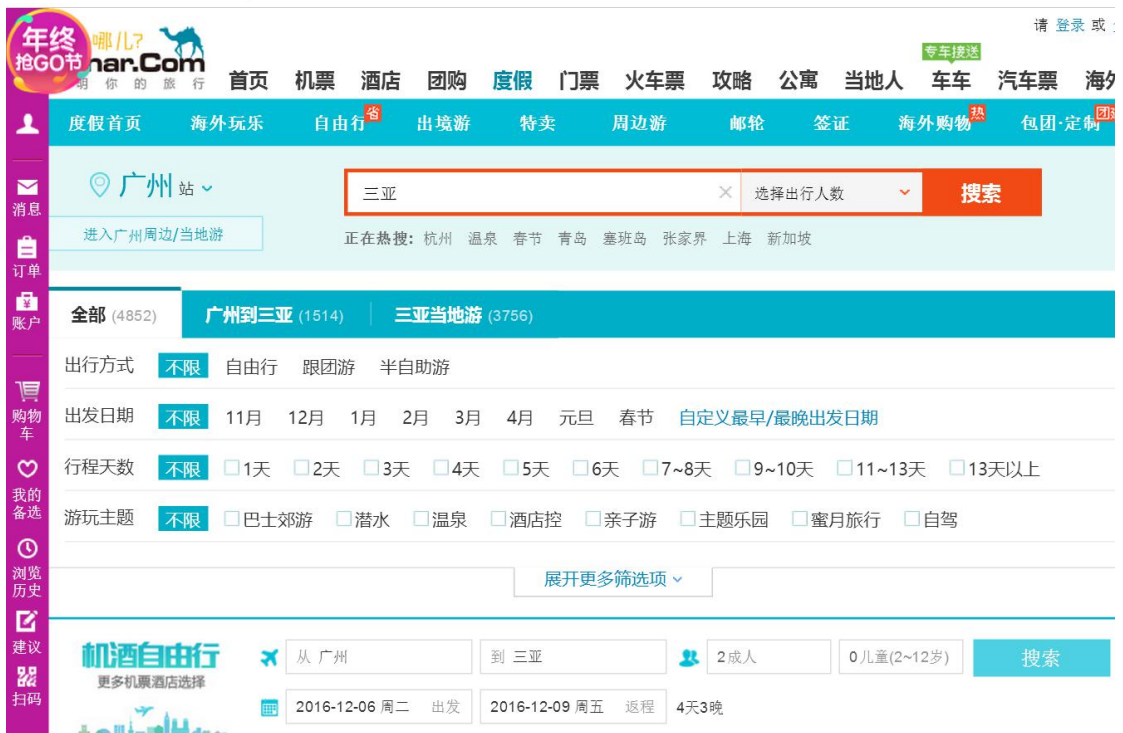 年终
抢GO节
哪儿?
nar.Com
你 的 旅 行
请 登录 或
专车接送
首页 机票 酒店 团购 度假 门票 火车票 攻略 公寓 当地人 车车 汽车票 海外
度假首页 海外玩乐 自由行 省 出境游 特卖 周边游 邮轮 签证 海外购物 热 包团·定制
广州 站
三亚
选择出行人数
搜索
进入广州周边/当地游
正在热搜: 杭州 温泉 春节 青岛 塞班岛 张家界 上海 新加坡
消息
订单
账户
购物
车
我的
备选
浏览
历史
建议
扫码
全部 (4852) 广州到三亚 (1514) 三亚当地游 (3756)
出行方式 不限 自由行 跟团游 半自助游
出发日期 不限 11月 12月 1月 2月 3月 4月 元旦 春节 自定义最早/最晚出发日期
行程天数 不限 1天 2天 3天 4天 5天 6天 7~8天 9~10天 11~13天 13天以上
游玩主题 不限 巴士郊游 潜水 温泉 酒店控 亲子游 主题乐园 蜜月旅行 自驾
展开更多筛选项
机酒自由行
更多机票酒店选择
从 广州 到 三亚 2成人 0儿童(2~12岁) 搜索
2016-12-06 周二 出发 2016-12-09 周五 返程 4天3晚